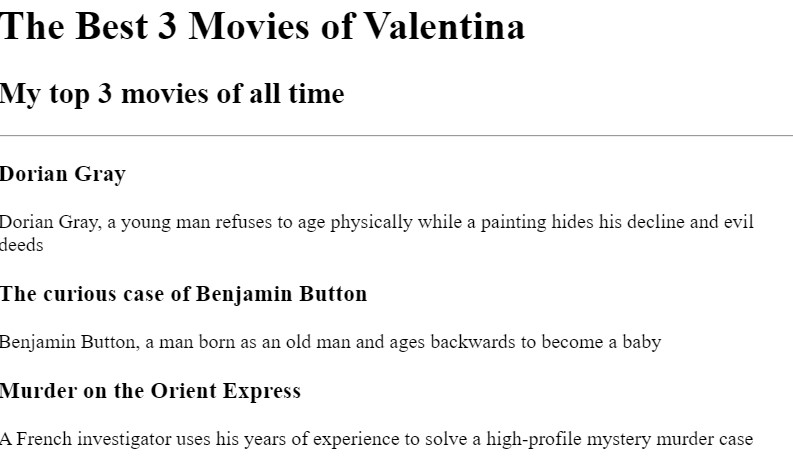 The Best 3 Movies of Valentina
My top 3 movies of all time
Dorian Gray
Dorian Gray, a young man refuses to age physically while a painting hides his decline and evil
deeds
The curious case of Benjamin Button
Benjamin Button, a man born as an old man and ages backwards to become a baby
Murder on the Orient Express
A French investigator uses his years of experience to solve a high-profile mystery murder case